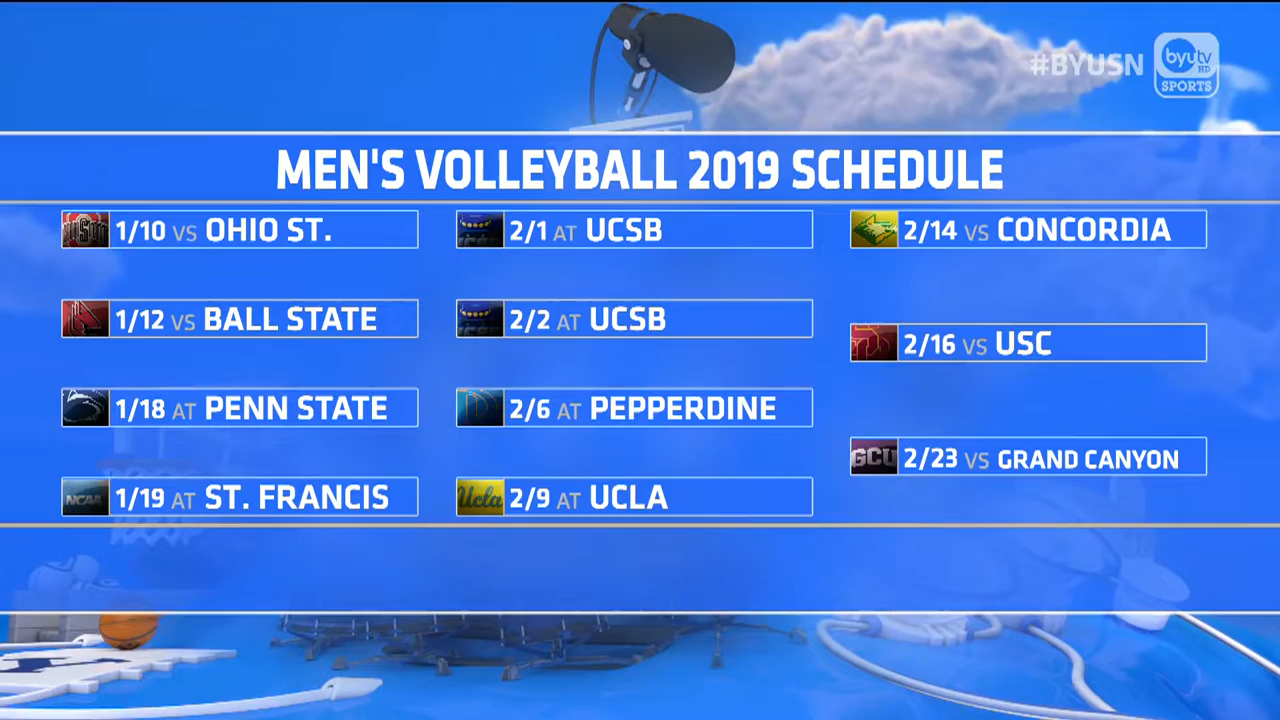 #BYUSN
byutv
HD
SPORTS
MEN'S VOLLEYBALL 2019 SCHEDULE
1/10 VS OHIO ST.
1/12 VS BALL STATE
1/18 AT PENN STATE
NCAA
1/19 AT ST. FRANCIS
2/1 AT UCSB
2/2 AT UCSB
2/6 AT PEPPERDINE
Ucla
2/9 AT UCLA
2/14 VS CONCORDIA
2/16 VS USC
GCU
2/23 VS GRAND CANYON